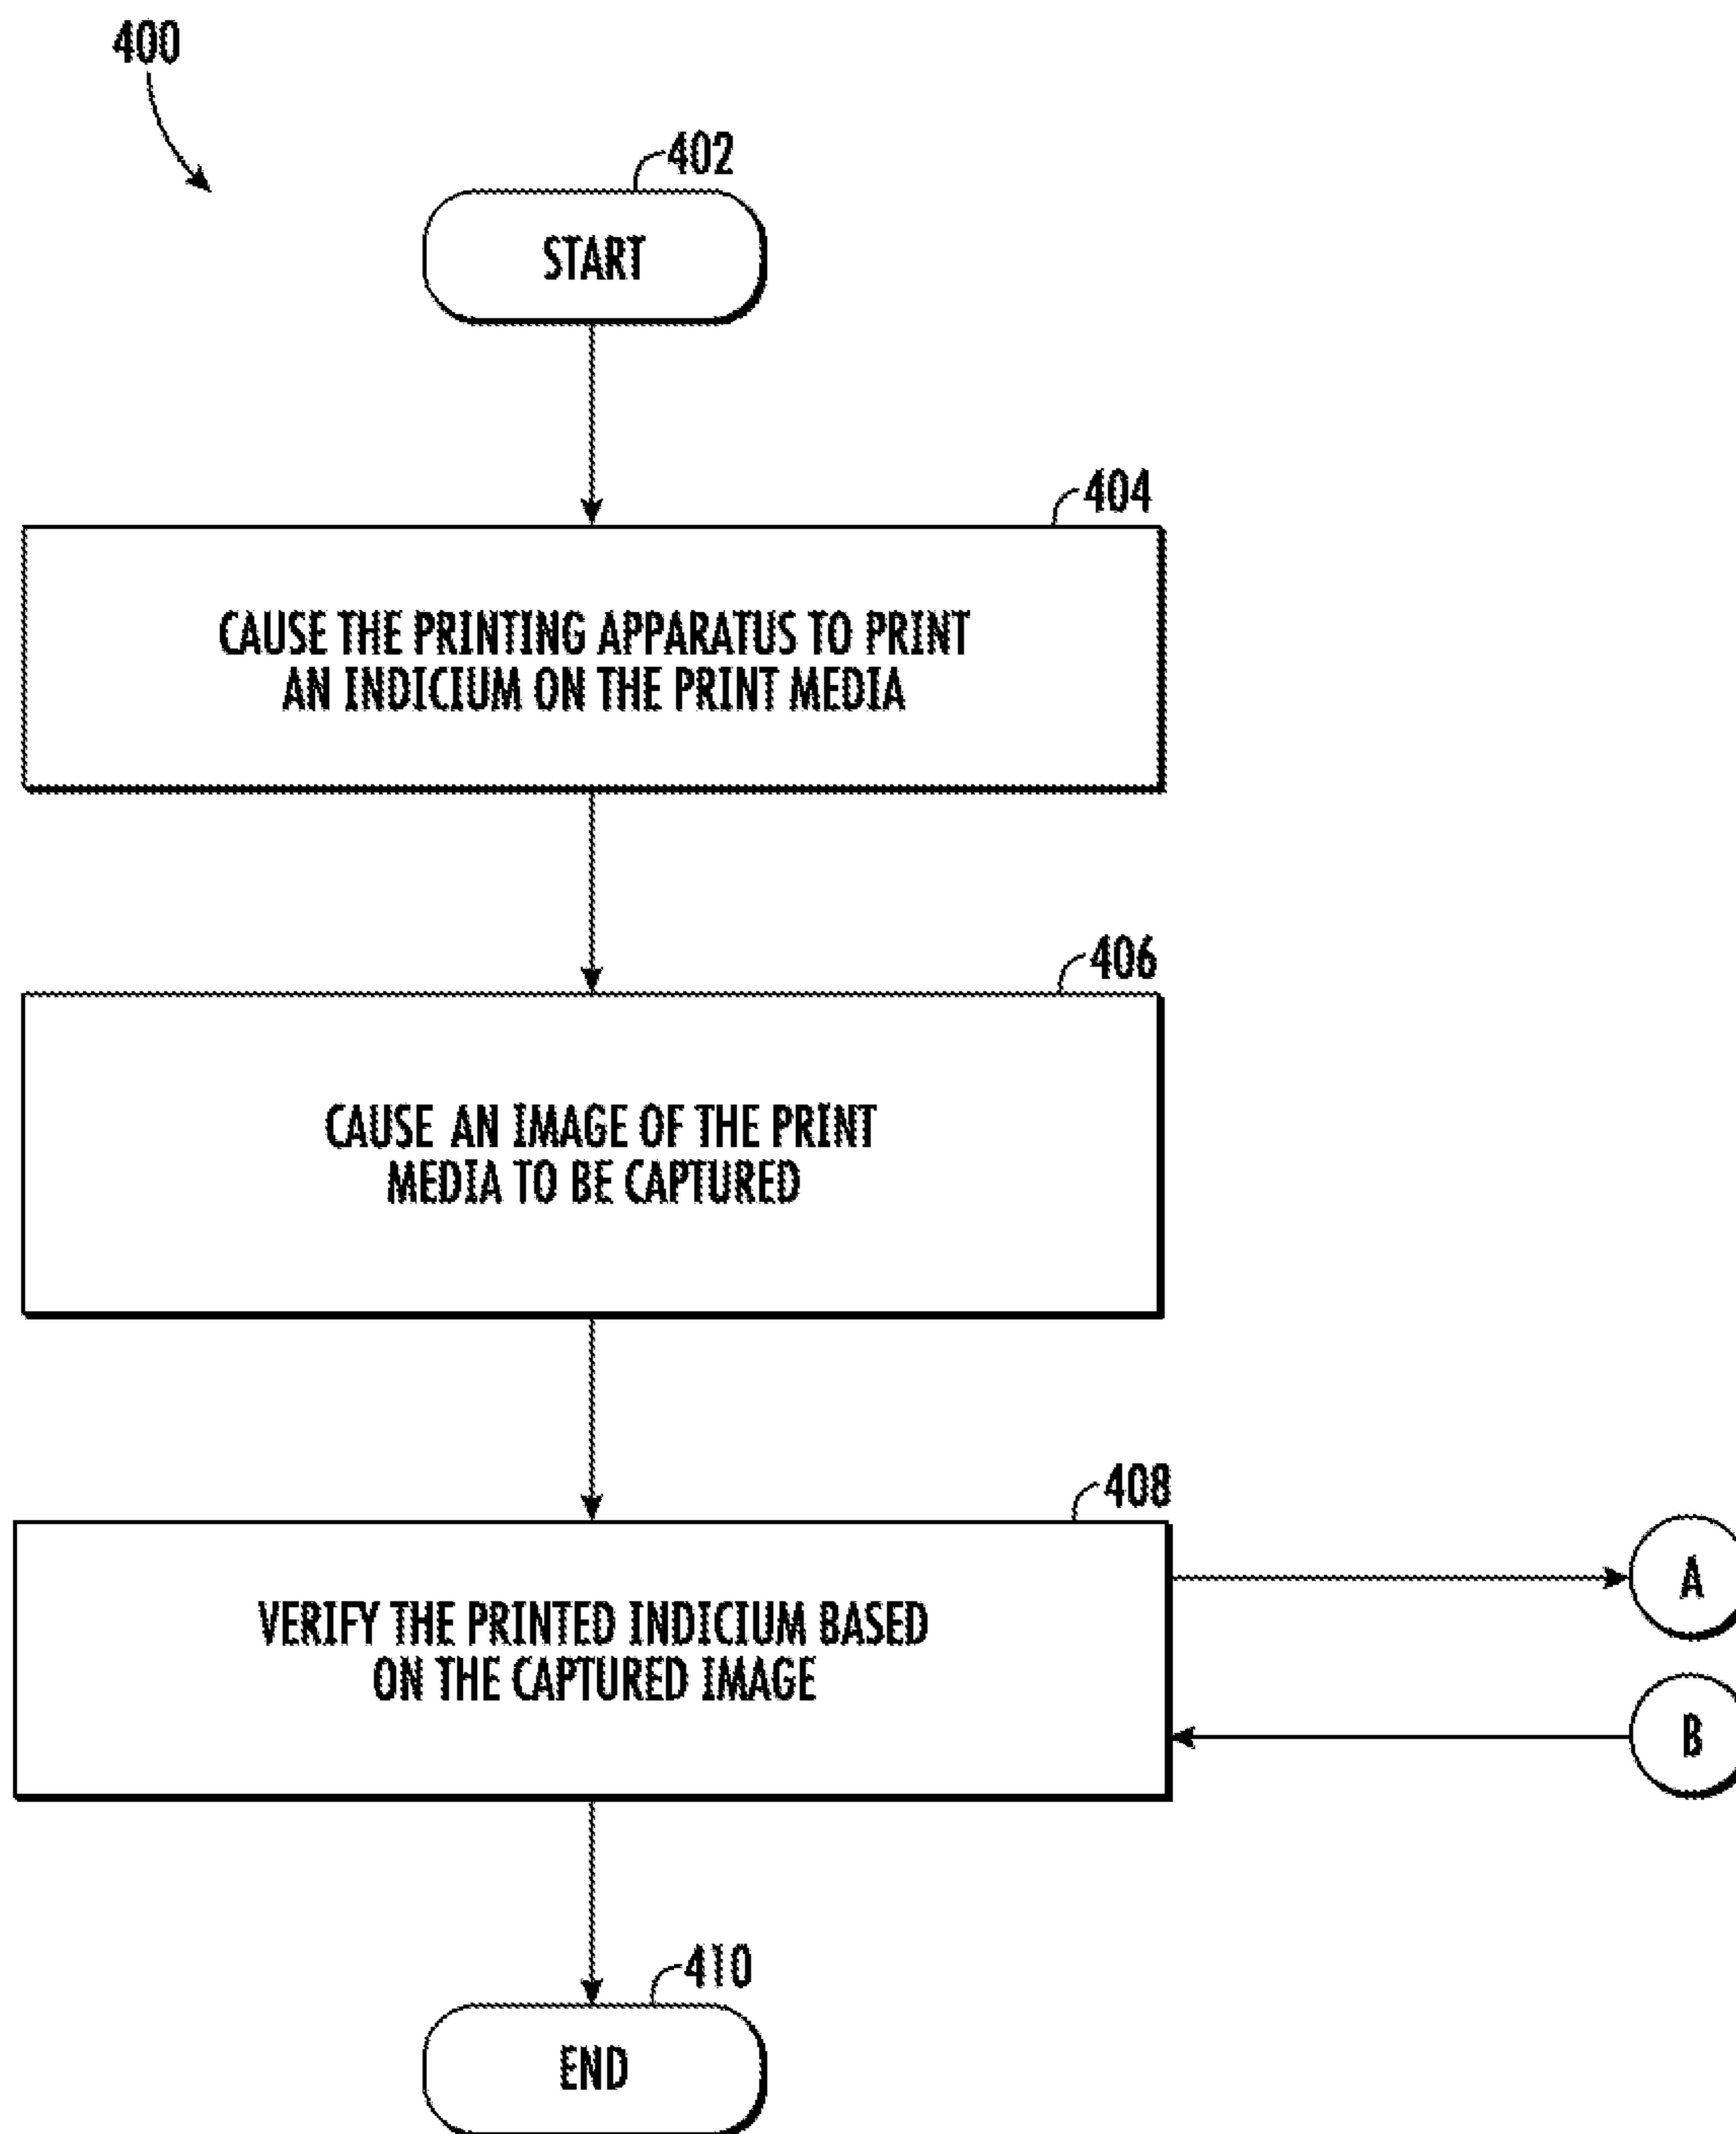 400
402
START
404
CAUSE THE PRINTING APPARATUS TO PRINT
AN INDICIUM ON THE PRINT MEDIA
406
CAUSE AN IMAGE OF THE PRINT
MEDIA TO BE CAPTURED
408
VERIFY THE PRINTED INDICIUM BASED
ON THE CAPTURED IMAGE
A
B
410
END